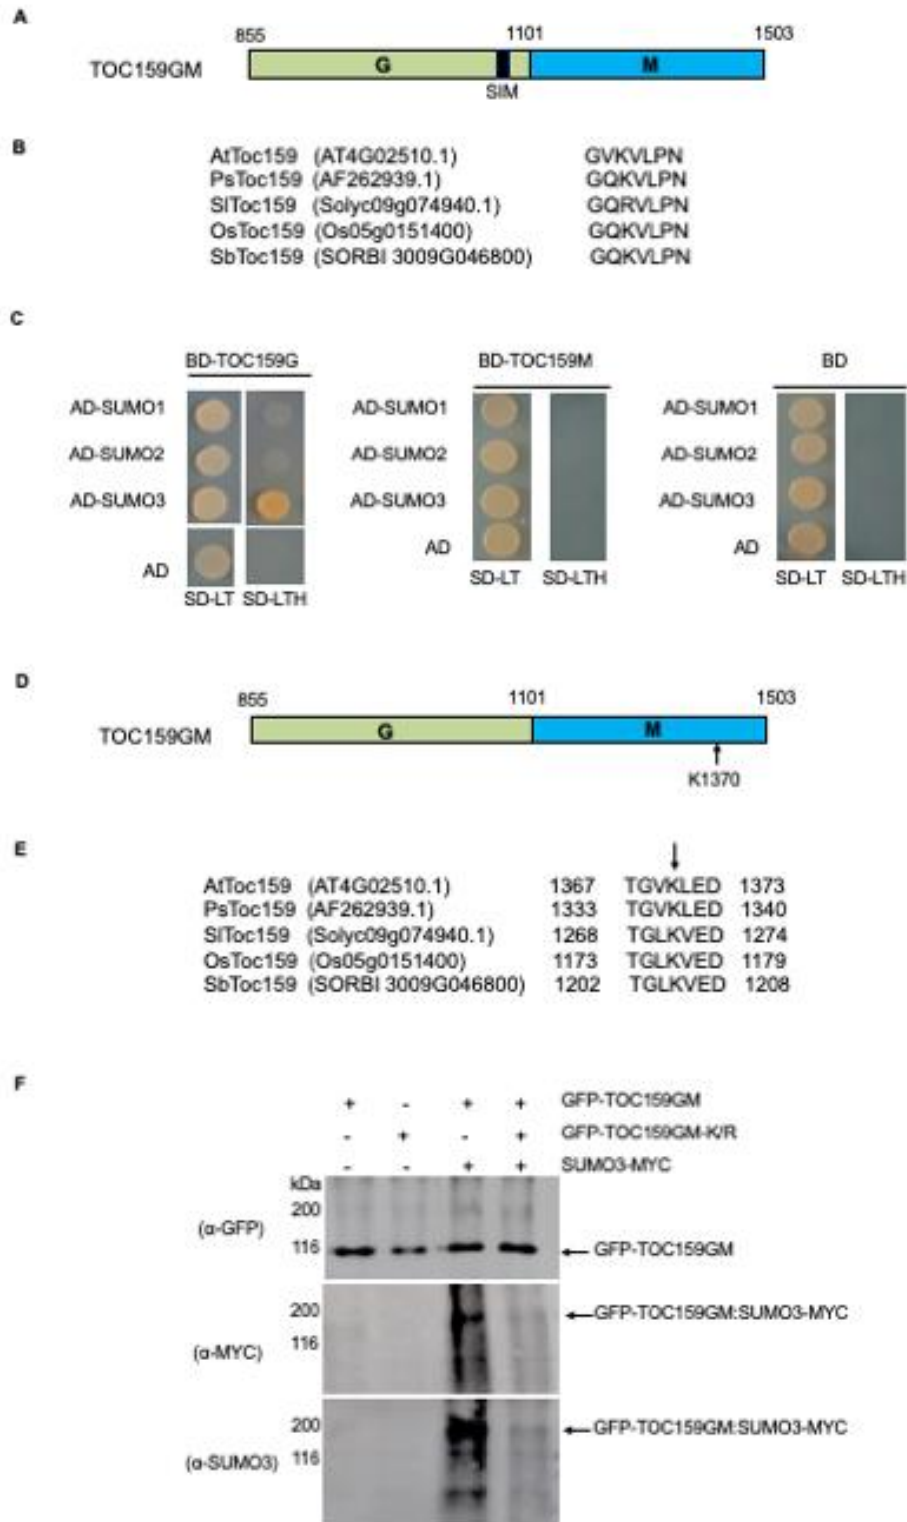 A
855 1101 1503
TOC159GM G M
SIM
B
AtToc159 (AT4G02510.1) GVKVLPN
PsToc159 (AF262939.1) GQKVLPN
SlToc159 (Solyc09g074940.1) GQRVLPN
OsToc159 (Os05g0151400) GQKVLPN
SbToc159 (SORBI 3009G046800) GQKVLPN
C
BD-TOC159G BD-TOC159M BD
AD-SUMO1 AD-SUMO1 AD-SUMO1
AD-SUMO2 AD-SUMO2 AD-SUMO2
AD-SUMO3 AD-SUMO3 AD-SUMO3
AD AD AD
SD-LT SD-LTH SD-LT SD-LTH SD-LT SD-LTH
D
855 1101 1503
TOC159GM G M
K1370
E
AtToc159 (AT4G02510.1) 1367 TGVKLED 1373
PsToc159 (AF262939.1) 1333 TGVKLED 1340
SlToc159 (Solyc09g074940.1) 1268 TGLKVED 1274
OsToc159 (Os05g0151400) 1173 TGLKVED 1179
SbToc159 (SORBI 3009G046800) 1202 TGLKVED 1208
F
+ - + + GFP-TOC159GM
- + - + GFP-TOC159GM-K/R
- - + + SUMO3-MYC
kDa
200
(α-GFP)
116 GFP-TOC159GM
200 GFP-TOC159GM:SUMO3-MYC
116
(α-MYC)
200 GFP-TOC159GM:SUMO3-MYC
116
(α-SUMO3)